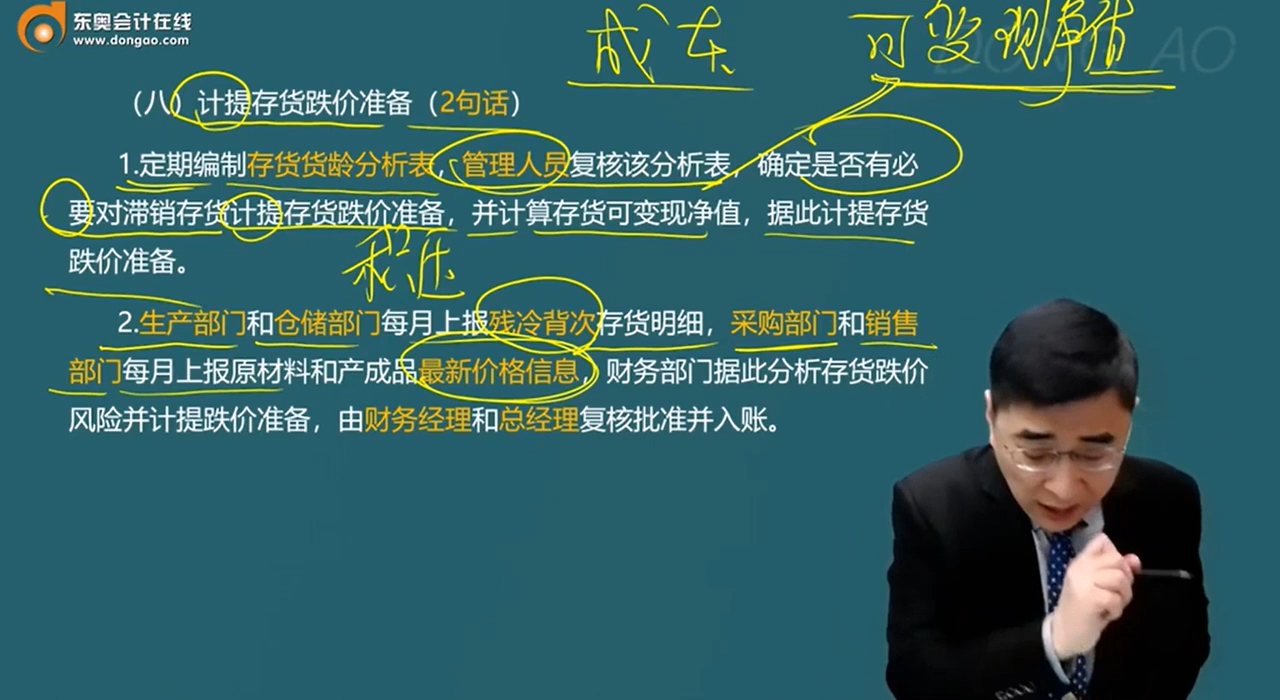 东奥会计在线
www.dongao.com
成本 可变现净值
DONG AO
（八）计提存货跌价准备（2句话）
1.定期编制存货货龄分析表，管理人员复核该分析表，确定是否有必
要对滞销存货计提存货跌价准备，并计算存货可变现净值，据此计提存货
跌价准备。
积压
2.生产部门和仓储部门每月上报残冷背次存货明细，采购部门和销售
部门每月上报原材料和产成品最新价格信息，财务部门据此分析存货跌价
风险并计提跌价准备，由财务经理和总经理复核批准并入账。